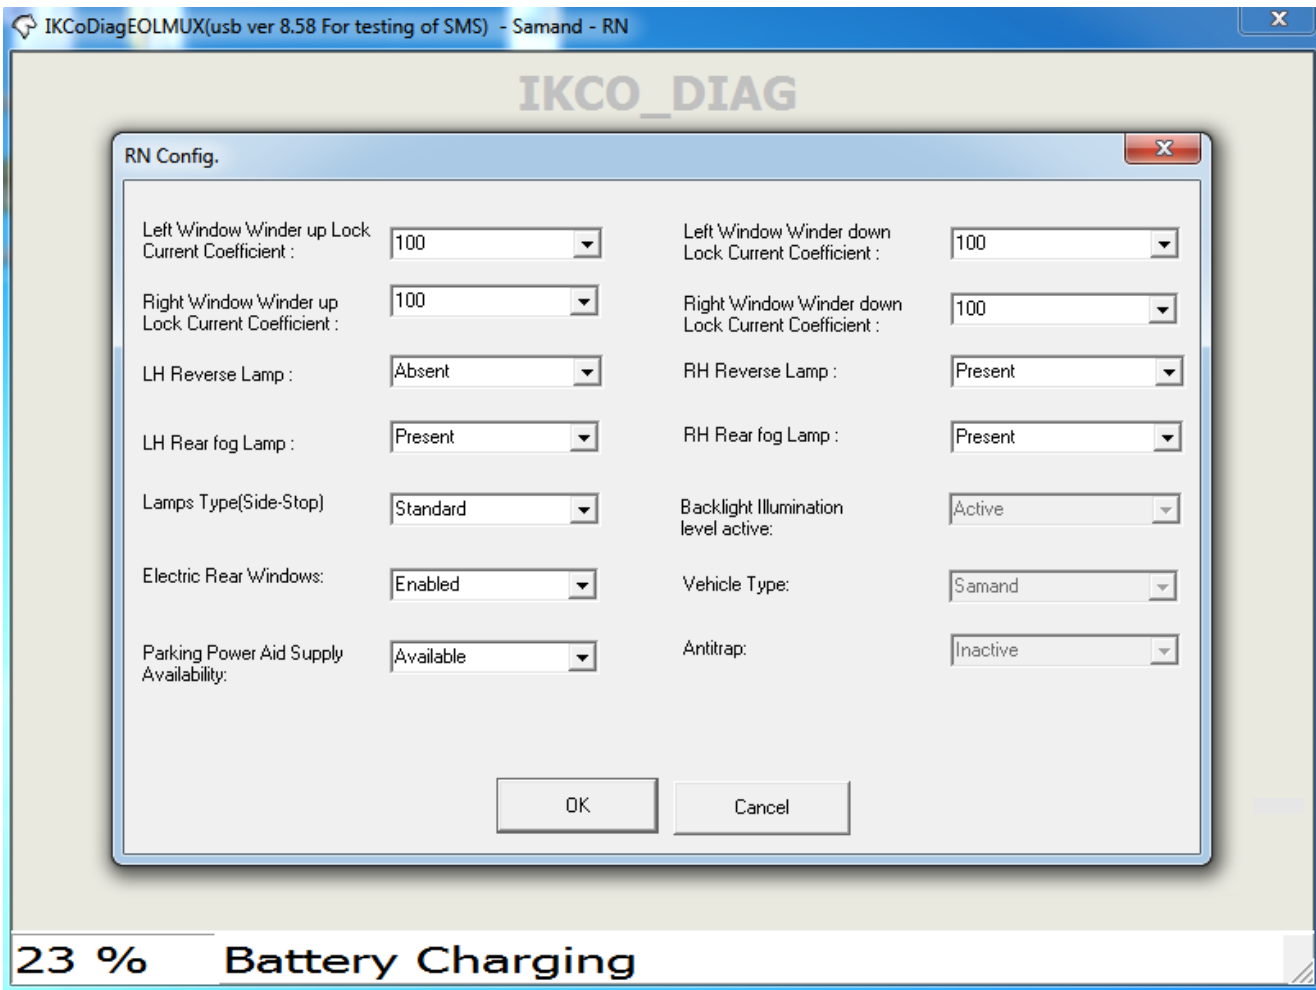 IKCoDiagEOLMUX(usb ver 8.58 For testing of SMS) - Samand - RN
X
IKCO_DIAG
RN Config.
X
Left Window Winder up Lock
Current Coefficient :
100
Left Window Winder down
Lock Current Coefficient :
100
Right Window Winder up
Lock Current Coefficient :
100
Right Window Winder down
Lock Current Coefficient :
100
LH Reverse Lamp :
Absent
RH Reverse Lamp :
Present
LH Rear fog Lamp :
Present
RH Rear fog Lamp :
Present
Lamps Type(Side-Stop)
Standard
Backlight Illumination
level active:
Active
Electric Rear Windows:
Enabled
Vehicle Type:
Samand
Parking Power Aid Supply
Availability:
Available
Antitrap:
Inactive
OK
Cancel
23 %
Battery Charging